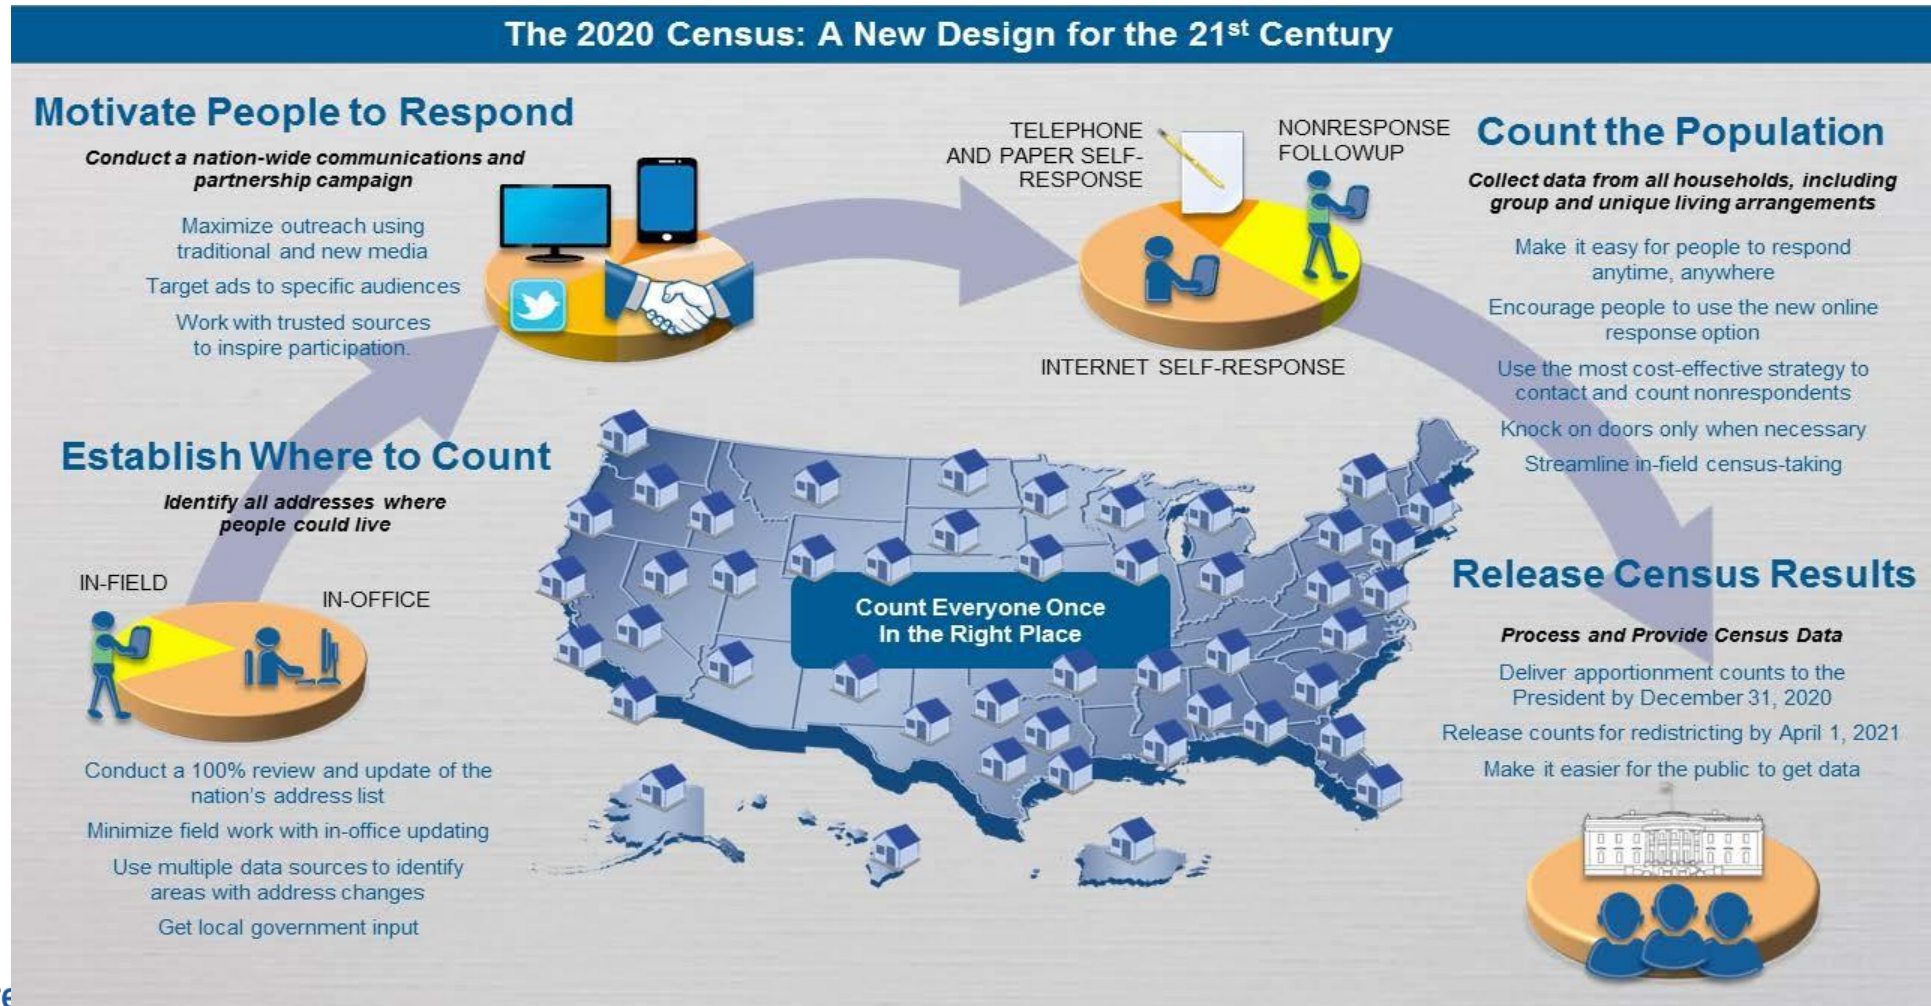 The 2020 Census: A New Design for the 21st Century
Motivate People to Respond
Conduct a nation-wide communications and
partnership campaign
Maximize outreach using
traditional and new media
Target ads to specific audiences
Work with trusted sources
to inspire participation.
Establish Where to Count
Identify all addresses where
people could live
IN-FIELD
IN-OFFICE
Conduct a 100% review and update of the
nation's address list
Minimize field work with in-office updating
Use multiple data sources to identify
areas with address changes
Get local government input
TELEPHONE
AND PAPER SELF-
RESPONSE
NONRESPONSE
FOLLOWUP
INTERNET SELF-RESPONSE
Count Everyone Once
In the Right Place
Count the Population
Collect data from all households, including
group and unique living arrangements
Make it easy for people to respond
anytime, anywhere
Encourage people to use the new online
response option
Use the most cost-effective strategy to
contact and count nonrespondents
Knock on doors only when necessary
Streamline in-field census-taking
Release Census Results
Process and Provide Census Data
Deliver apportionment counts to the
President by December 31, 2020
Release counts for redistricting by April 1, 2021
Make it easier for the public to get data